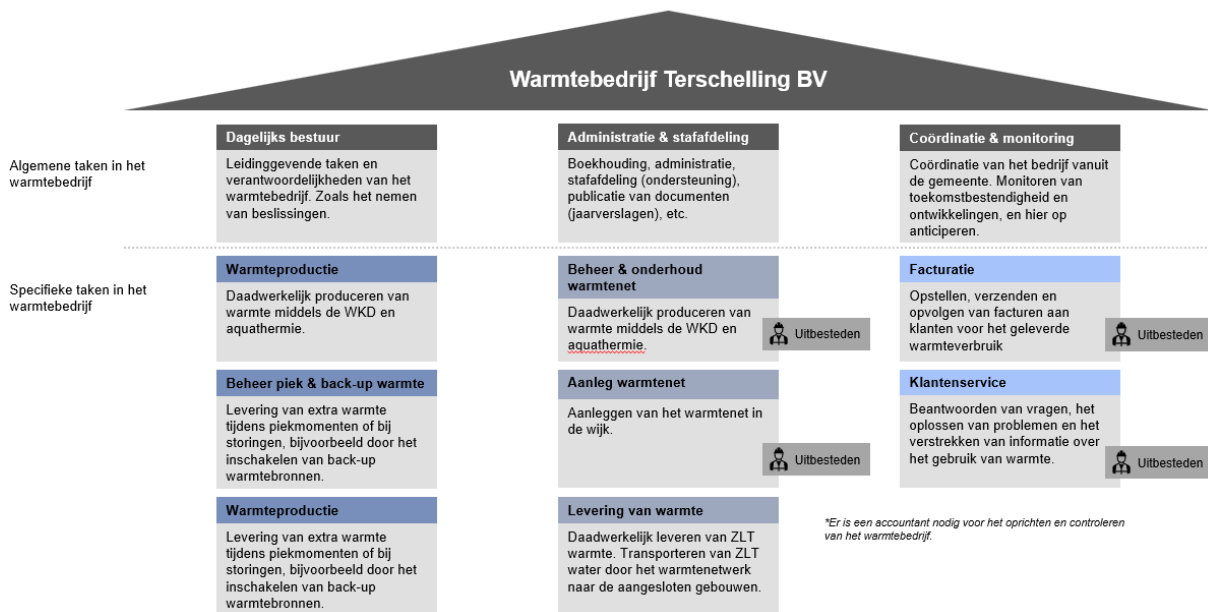 Warmtebedrijf Terschelling BV
Algemene taken in het
warmtebedrijf
Dagelijks bestuur
Leidinggevende taken en
verantwoordelijkheden van het
warmtebedrijf. Zoals het nemen
van beslissingen.
Administratie & stafafdeling
Boekhouding, administratie,
stafafdeling (ondersteuning),
publicatie van documenten
(jaarverslagen), etc.
Coördinatie & monitoring
Coördinatie van het bedrijf vanuit
de gemeente. Monitoren van
toekomstbestendigheid en
ontwikkelingen, en hier op
anticiperen.
Specifieke taken in het
warmtebedrijf
Warmteproductie
Daadwerkelijk produceren van
warmte middels de WKD en
aquathermie.
Beheer & onderhoud
warmtenet
Daadwerkelijk produceren van
warmte middels de WKD en
aquathermie.
Uitbesteden
Facturatie
Opstellen, verzenden en
opvolgen van facturen aan
klanten voor het geleverde
warmteverbruik
Uitbesteden
Beheer piek & back-up warmte
Levering van extra warmte
tijdens piekmomenten of bij
storingen, bijvoorbeeld door het
inschakelen van back-up
warmtebronnen.
Aanleg warmtenet
Aanleggen van het warmtenet in
de wijk.
Uitbesteden
Klantenservice
Beantwoorden van vragen, het
oplossen van problemen en het
verstrekken van informatie over
het gebruik van warmte.
Uitbesteden
Warmteproductie
Levering van extra warmte
tijdens piekmomenten of bij
storingen, bijvoorbeeld door het
inschakelen van back-up
warmtebronnen.
Levering van warmte
Daadwerkelijk leveren van ZLT
warmte. Transporteren van ZLT
water door het warmtenetwerk
naar de aangesloten gebouwen.
*Er is een accountant nodig voor het oprichten en controleren
van het warmtebedrijf.